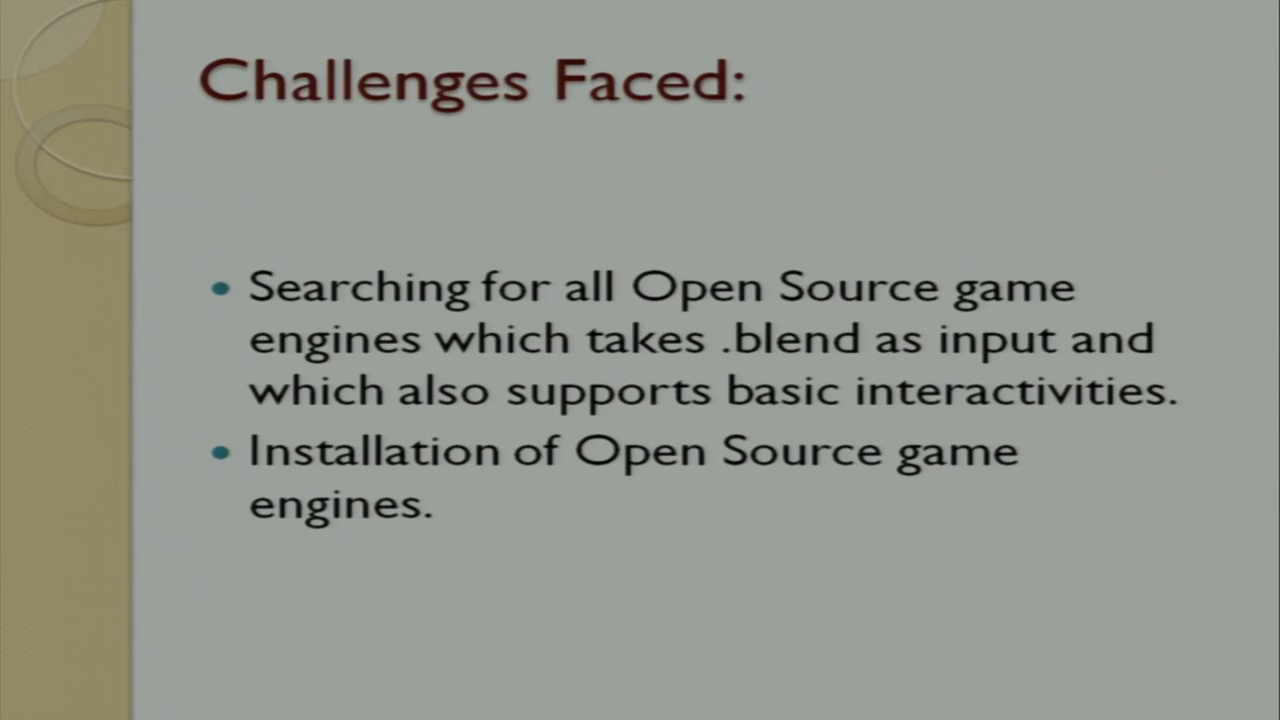 Challenges Faced:
Searching for all Open Source game
engines which takes .blend as input and
which also supports basic interactivities.
Installation of Open Source game
engines.